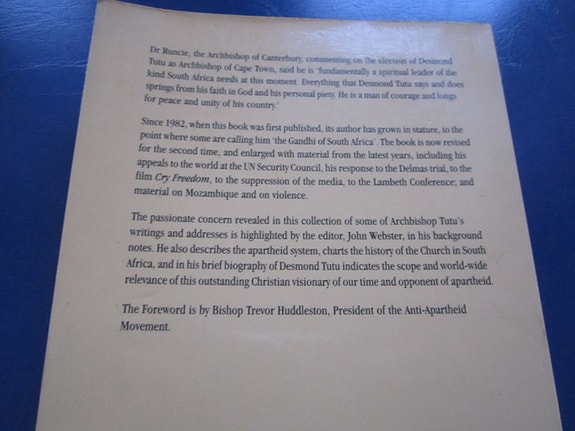 Dr Runcie, the Archbishop of Canterbury, commenting on the election of Desmond
Tutu as Archbishop of Cape Town, said he is 'fundamentally a spiritual leader of the
kind South Africa needs at this moment. Everything that Desmond Tutu says and does
springs from his faith in God and his personal piety. He is a man of courage and longs
for peace and unity of his country.'
Since 1982, when this book was first published, its author has grown in stature, to the
point where some are calling him 'the Gandhi of South Africa'. The book is now revised
for the second time, and enlarged with material from the latest years, including his
appeals to the world at the UN Security Council, his response to the Delmas trial, to the
film Cry Freedom, to the suppression of the media, to the Lambeth Conference; and
material on Mozambique and on violence.
The passionate concern revealed in this collection of some of Archbishop Tutu's
writings and addresses is highlighted by the editor, John Webster, in his background
notes. He also describes the apartheid system, charts the history of the Church in South
Africa, and in his brief biography of Desmond Tutu indicates the scope and world-wide
relevance of this outstanding Christian visionary of our time and opponent of apartheid.
The Foreword is by Bishop Trevor Huddleston, President of the Anti-Apartheid
Movement.